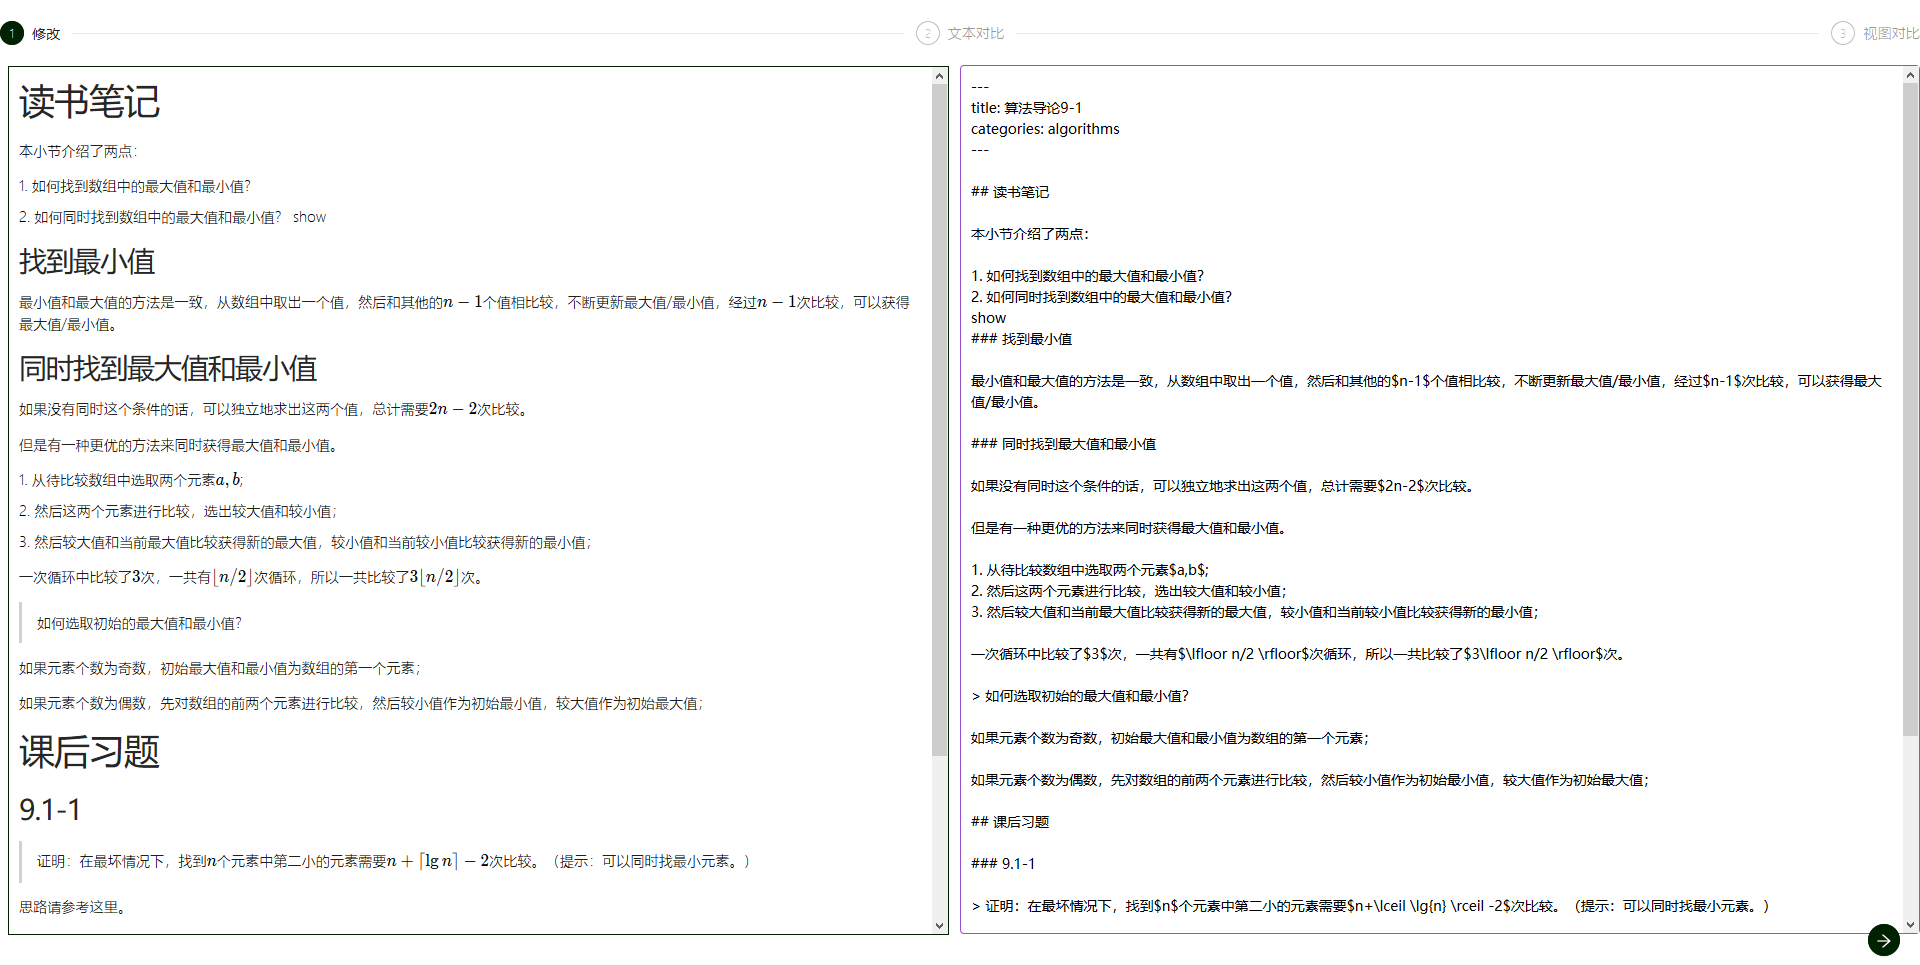 1 修改
2 文本对比
3 视图对比
读书笔记
本小节介绍了两点：
1. 如何找到数组中的最大值和最小值？
2. 如何同时找到数组中的最大值和最小值？ show
找到最小值
最小值和最大值的方法是一致，从数组中取出一个值，然后和其他的n − 1个值相比较，不断更新最大值/最小值，经过n − 1次比较，可以获得
最大值/最小值。
同时找到最大值和最小值
如果没有同时这个条件的话，可以独立地求出这两个值，总计需要2n − 2次比较。
但是有一种更优的方法来同时获得最大值和最小值。
1. 从待比较数组中选取两个元素a, b;
2. 然后这两个元素进行比较，选出较大值和较小值；
3. 然后较大值和当前最大值比较获得新的最大值，较小值和当前较小值比较获得新的最小值；
一次循环中比较了3次，一共有⌊n/2⌋次循环，所以一共比较了3⌊n/2⌋次。
如何选取初始的最大值和最小值？
如果元素个数为奇数，初始最大值和最小值为数组的第一个元素；
如果元素个数为偶数，先对数组的前两个元素进行比较，然后较小值作为初始最小值，较大值作为初始最大值；
课后习题
9.1-1
证明：在最坏情况下，找到n个元素中第二小的元素需要n + ⌈lg n⌉ − 2次比较。（提示：可以同时找最小元素。）
思路请参考这里。
---
title: 算法导论9-1
categories: algorithms
---
## 读书笔记
本小节介绍了两点：
1. 如何找到数组中的最大值和最小值？
2. 如何同时找到数组中的最大值和最小值？
show
### 找到最小值
最小值和最大值的方法是一致，从数组中取出一个值，然后和其他的$n-1$个值相比较，不断更新最大值/最小值，经过$n-1$次比较，可以获得最大
值/最小值。
### 同时找到最大值和最小值
如果没有同时这个条件的话，可以独立地求出这两个值，总计需要$2n-2$次比较。
但是有一种更优的方法来同时获得最大值和最小值。
1. 从待比较数组中选取两个元素$a,b$;
2. 然后这两个元素进行比较，选出较大值和较小值；
3. 然后较大值和当前最大值比较获得新的最大值，较小值和当前较小值比较获得新的最小值；
一次循环中比较了$3$次，一共有$\lfloor n/2 \rfloor$次循环，所以一共比较了$3\lfloor n/2 \rfloor$次。
> 如何选取初始的最大值和最小值？
如果元素个数为奇数，初始最大值和最小值为数组的第一个元素；
如果元素个数为偶数，先对数组的前两个元素进行比较，然后较小值作为初始最小值，较大值作为初始最大值；
## 课后习题
### 9.1-1
> 证明：在最坏情况下，找到$n$个元素中第二小的元素需要$n+\lceil \lg{n} \rceil -2$次比较。（提示：可以同时找最小元素。）